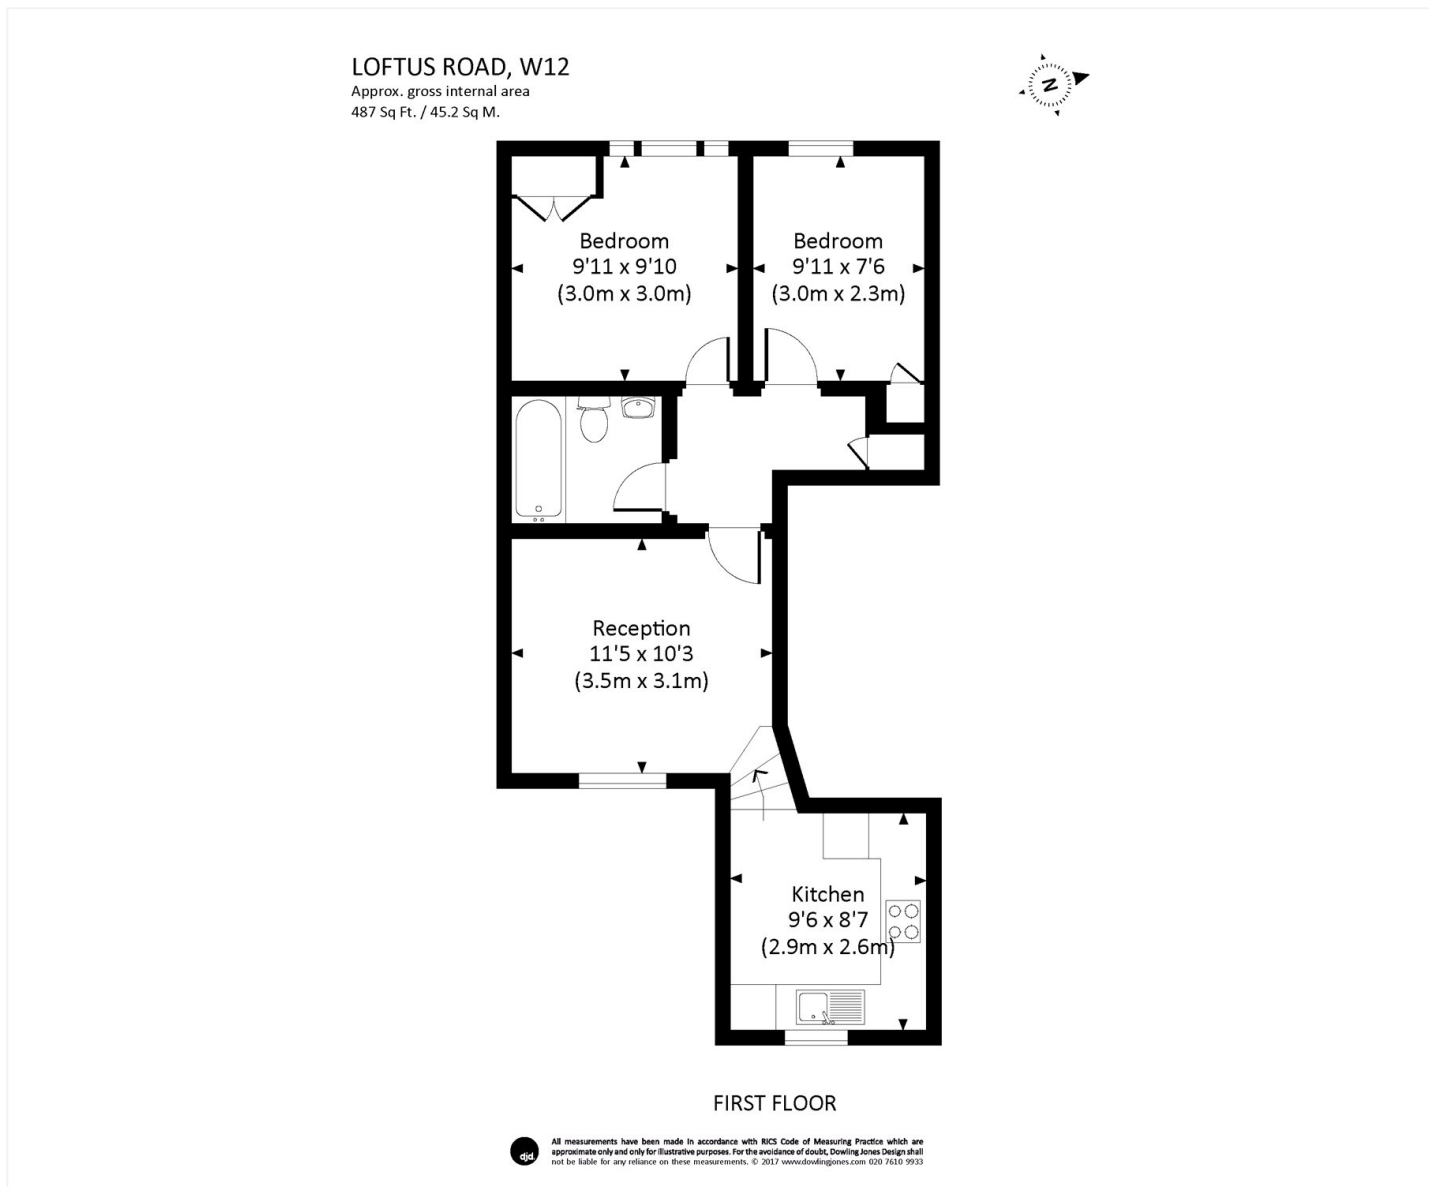 LOFTUS ROAD, W12
Approx. gross internal area
487 Sq Ft. / 45.2 Sq M.
N
Bedroom
9'11 x 9'10
(3.0m x 3.0m)
Bedroom
9'11 x 7'6
(3.0m x 2.3m)
Reception
11'5 x 10'3
(3.5m x 3.1m)
Kitchen
9'6 x 8'7
(2.9m x 2.6m)
FIRST FLOOR
djd.
All measurements have been made in accordance with RICS Code of Measuring Practice which are
approximate only and only for illustrative purposes. For the avoidance of doubt, Dowling Jones Design shall
not be liable for any reliance on these measurements. © 2017 www.dowlingjones.com 020 7610 9933